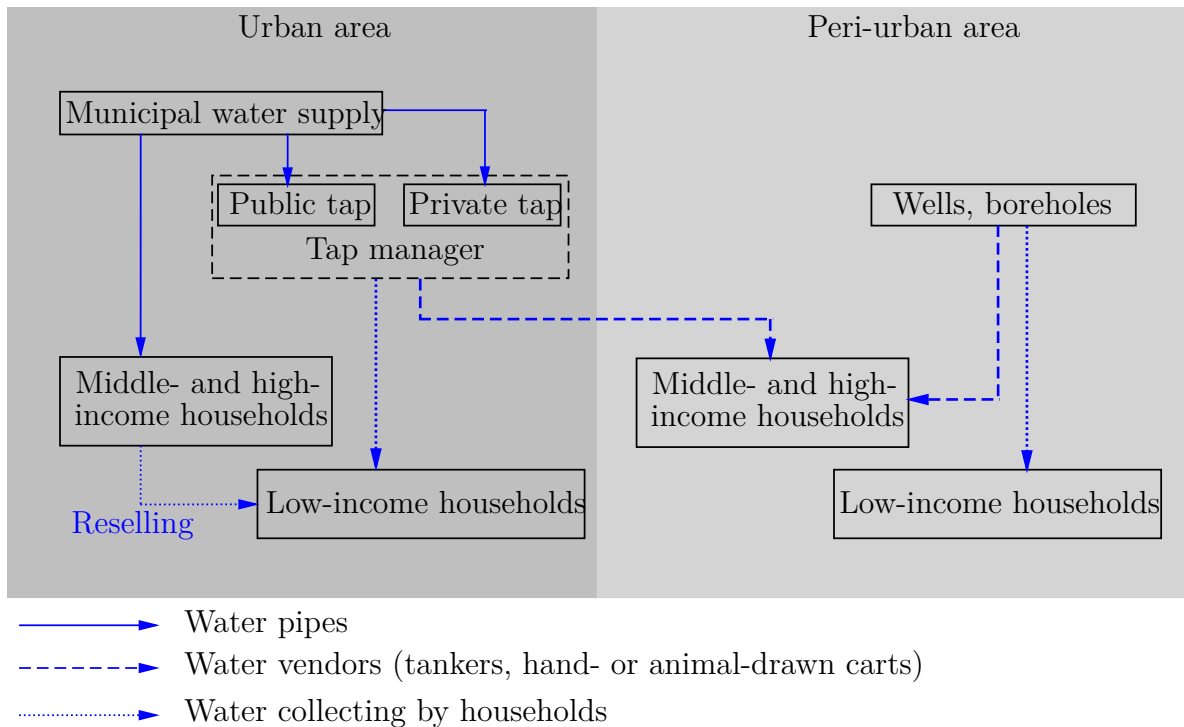 Urban area
Peri-urban area
Municipal water supply
Public tap
Private tap
Wells, boreholes
Tap manager
Middle- and high-
income households
Middle- and high-
income households
Low-income households
Low-income households
Reselling
Water pipes
Water vendors (tankers, hand- or animal-drawn carts)
Water collecting by households